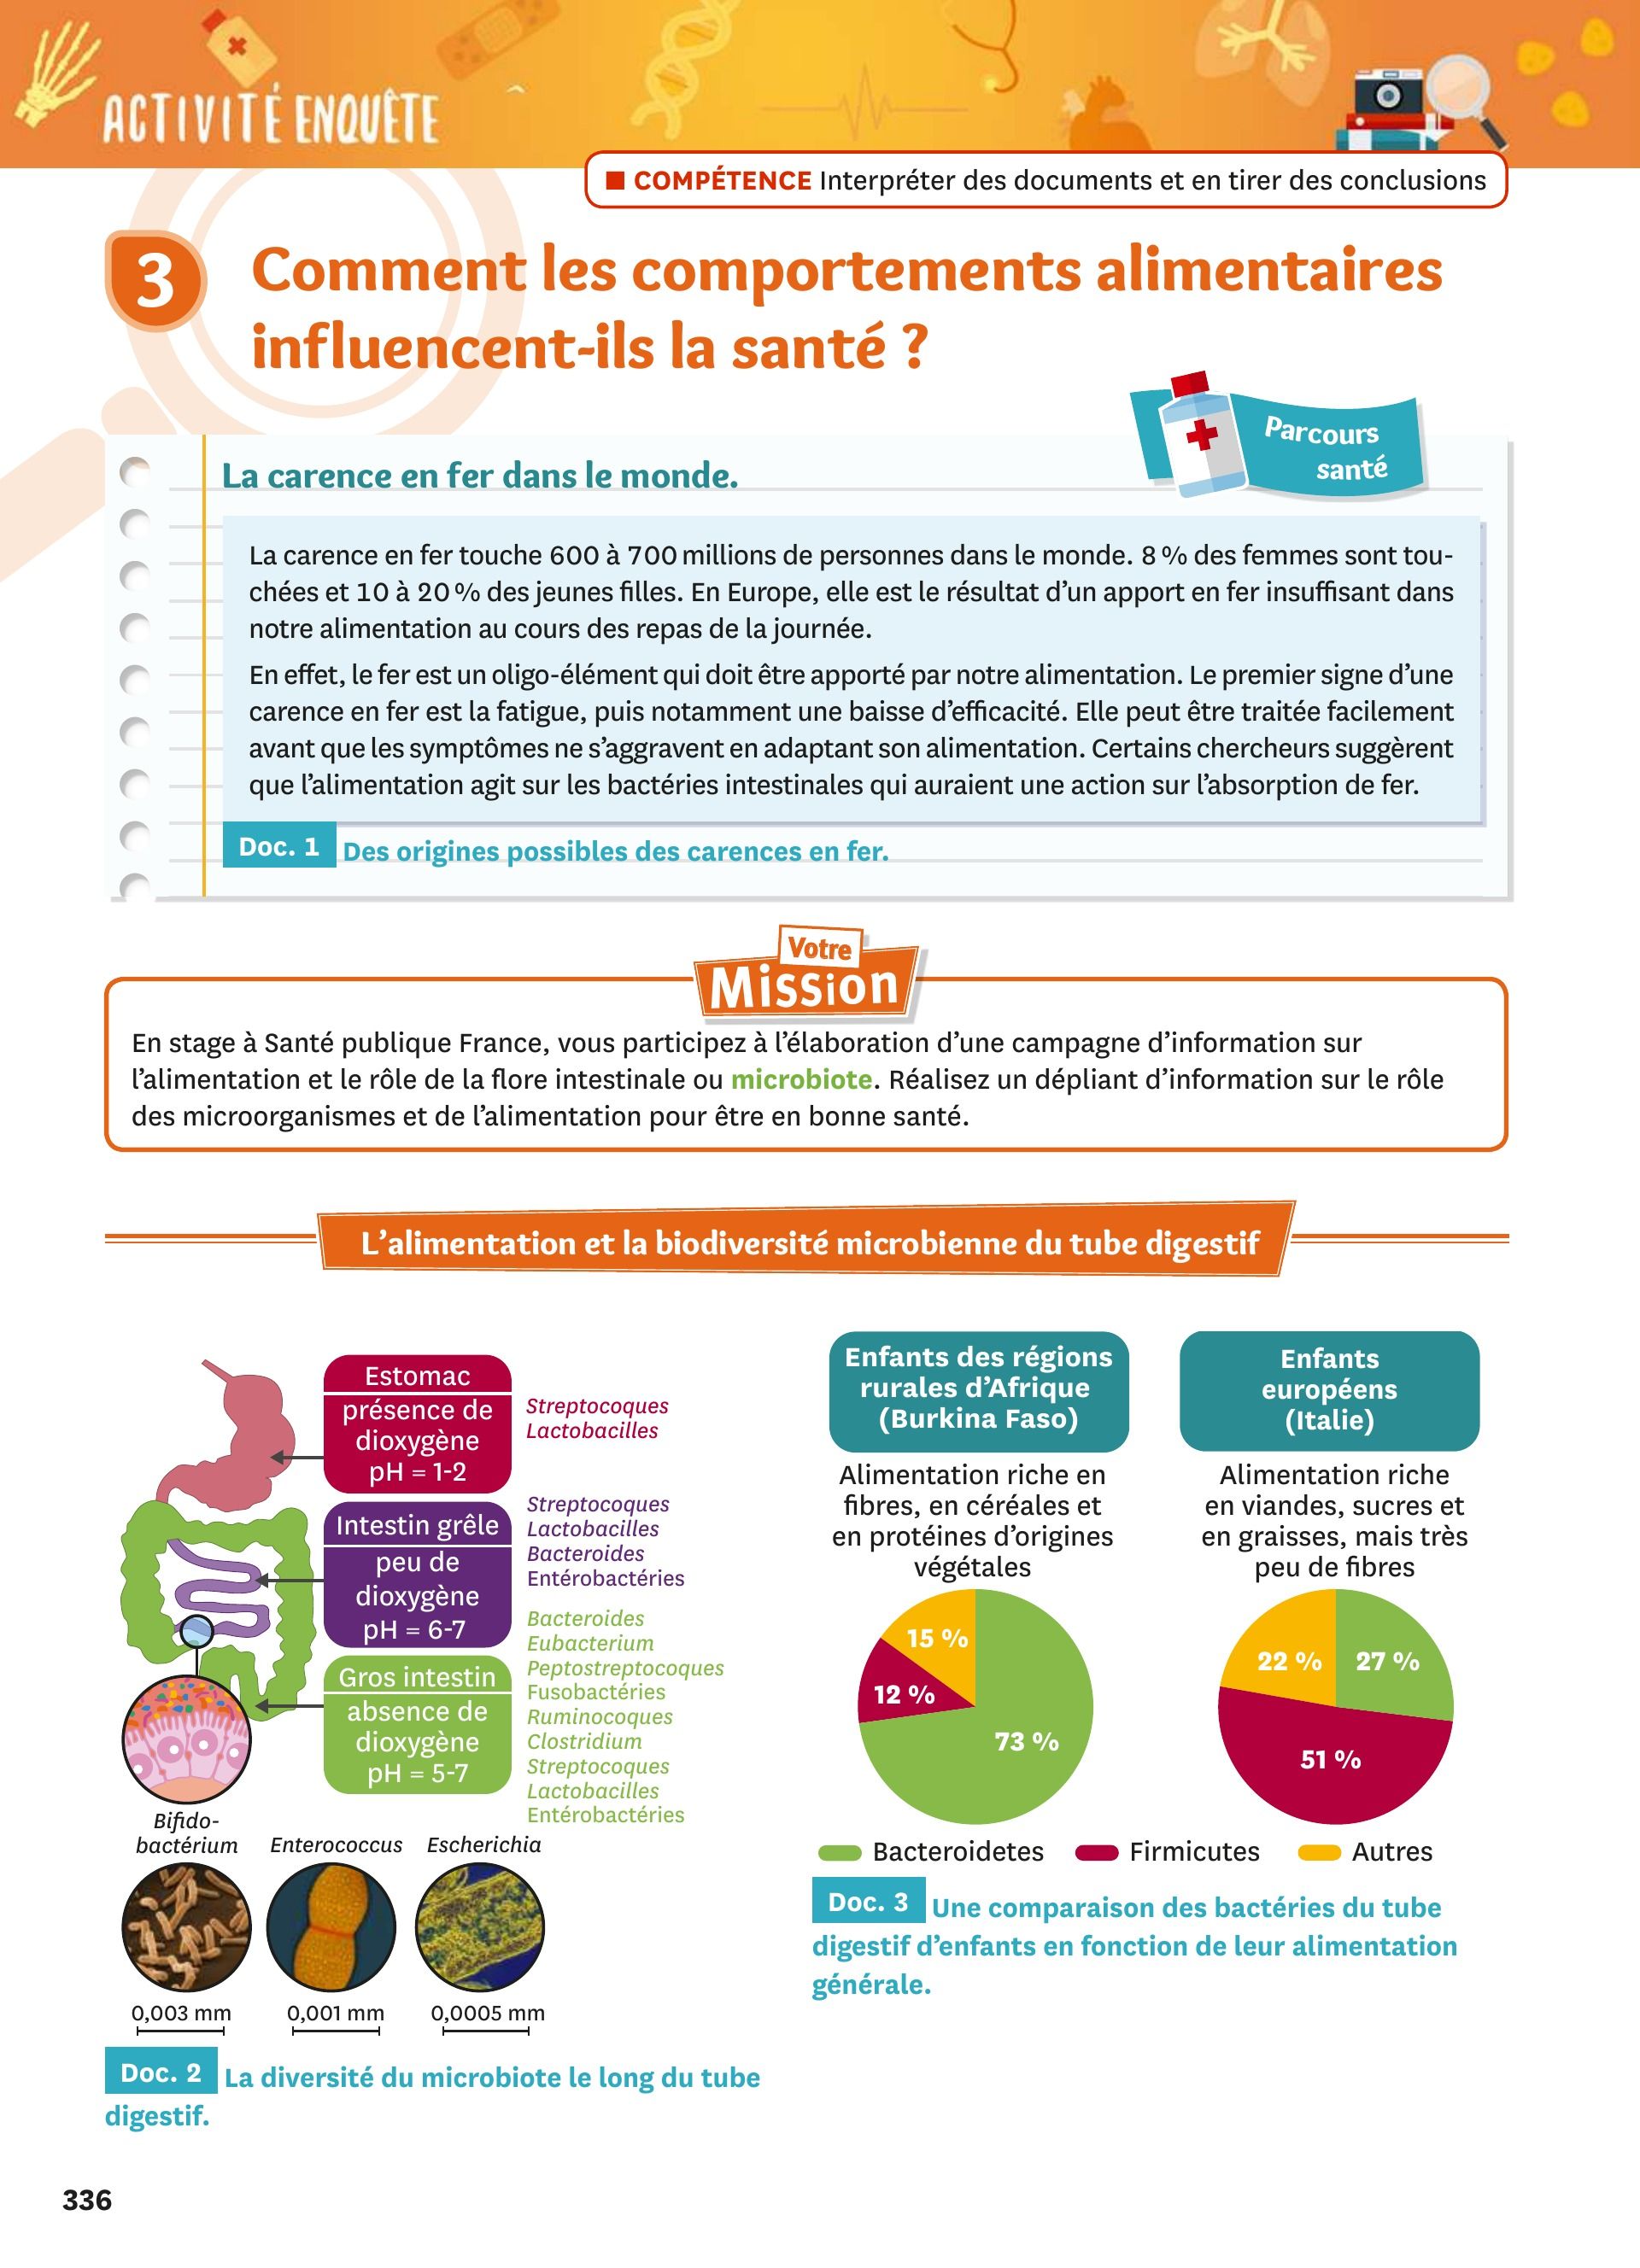 ACTIVITÉ ENQUÊTE
■ COMPÉTENCE Interpréter des documents et en tirer des conclusions
3
Comment les comportements alimentaires
influencent-ils la santé ?
Parcours
santé
La carence en fer dans le monde.
La carence en fer touche 600 à 700 millions de personnes dans le monde. 8 % des femmes sont tou-
chées et 10 à 20 % des jeunes filles. En Europe, elle est le résultat d’un apport en fer insuffisant dans
notre alimentation au cours des repas de la journée.
En effet, le fer est un oligo-élément qui doit être apporté par notre alimentation. Le premier signe d’une
carence en fer est la fatigue, puis notamment une baisse d’efficacité. Elle peut être traitée facilement
avant que les symptômes ne s’aggravent en adaptant son alimentation. Certains chercheurs suggèrent
que l’alimentation agit sur les bactéries intestinales qui auraient une action sur l’absorption de fer.
Doc. 1 Des origines possibles des carences en fer.
Votre
Mission
En stage à Santé publique France, vous participez à l’élaboration d’une campagne d’information sur
l’alimentation et le rôle de la flore intestinale ou microbiote. Réalisez un dépliant d’information sur le rôle
des microorganismes et de l’alimentation pour être en bonne santé.
L’alimentation et la biodiversité microbienne du tube digestif
Estomac
présence de
dioxygène
pH = 1-2
Streptocoques
Lactobacilles
Intestin grêle
peu de
dioxygène
pH = 6-7
Streptocoques
Lactobacilles
Bacteroides
Entérobactéries
Gros intestin
absence de
dioxygène
pH = 5-7
Bacteroides
Eubacterium
Peptostreptocoques
Fusobactéries
Ruminocoques
Clostridium
Streptocoques
Lactobacilles
Entérobactéries
Bifido-
bactérium
Enterococcus
Escherichia
0,003 mm
0,001 mm
0,0005 mm
Doc. 2 La diversité du microbiote le long du tube
digestif.
Enfants des régions
rurales d’Afrique
(Burkina Faso)
Alimentation riche en
fibres, en céréales et
en protéines d’origines
végétales
15 %
12 %
73 %
Enfants
européens
(Italie)
Alimentation riche
en viandes, sucres et
en graisses, mais très
peu de fibres
22 %
27 %
51 %
Bacteroidetes
Firmicutes
Autres
Doc. 3 Une comparaison des bactéries du tube
digestif d’enfants en fonction de leur alimentation
générale.
336